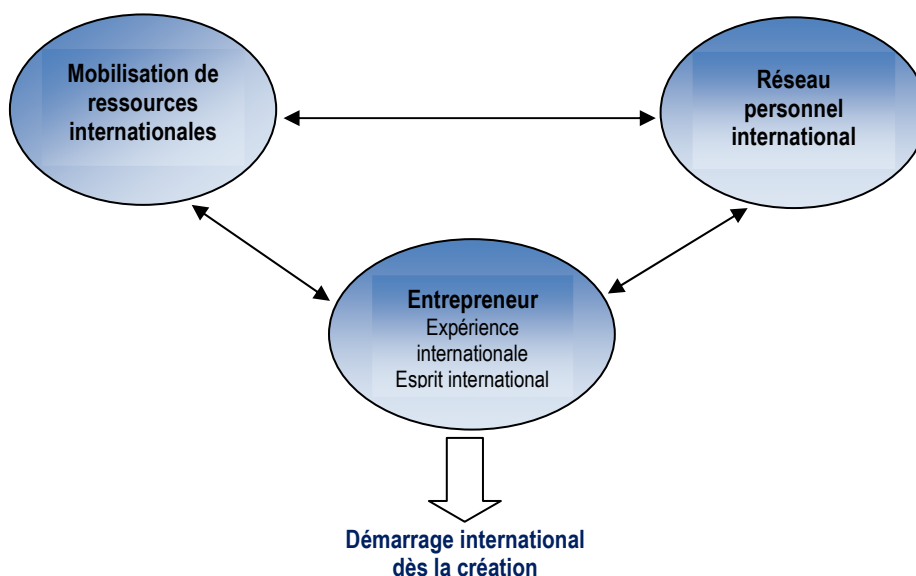 Mobilisation de
ressources
internationales
Réseau
personnel
international
Entrepreneur
Expérience
internationale
Esprit international
Démarrage international
dès la création